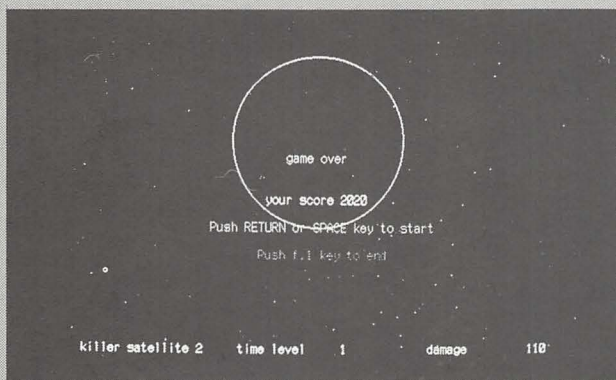 game over
your score 2020
Push RETURN or SPACE key to start
Push f.1 key to end
killer satellite 2 time level 1 damage 110